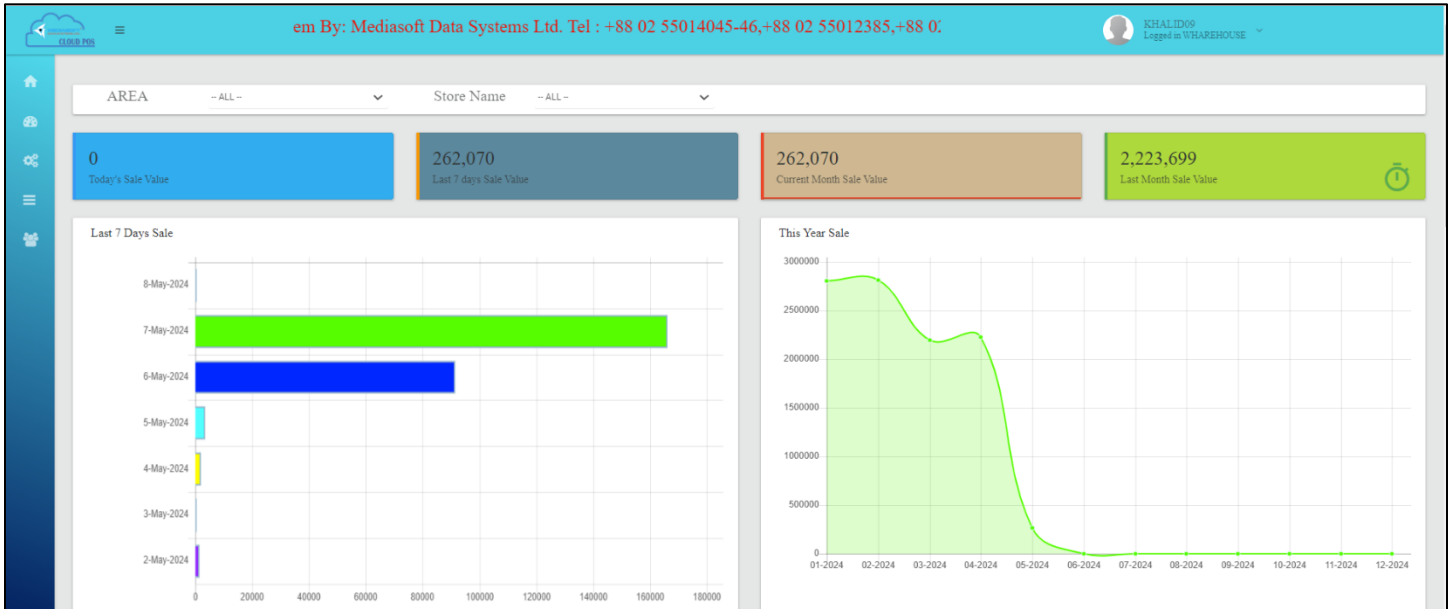 CLOUD POS
em By: Mediasoft Data Systems Ltd. Tel : +88 02 55014045-46,+88 02 55012385,+88 02
KHALID09
Logged in WHAREHOUSE
AREA -- ALL -- Store Name -- ALL --
0
Today's Sale Value
262,070
Last 7 days Sale Value
262,070
Current Month Sale Value
2,223,699
Last Month Sale Value
Last 7 Days Sale
8-May-2024
7-May-2024
6-May-2024
5-May-2024
4-May-2024
3-May-2024
2-May-2024
0 20000 40000 60000 80000 100000 120000 140000 160000 180000
This Year Sale
3000000
2500000
2000000
1500000
1000000
500000
0
01-2024 02-2024 03-2024 04-2024 05-2024 06-2024 07-2024 08-2024 09-2024 10-2024 11-2024 12-2024